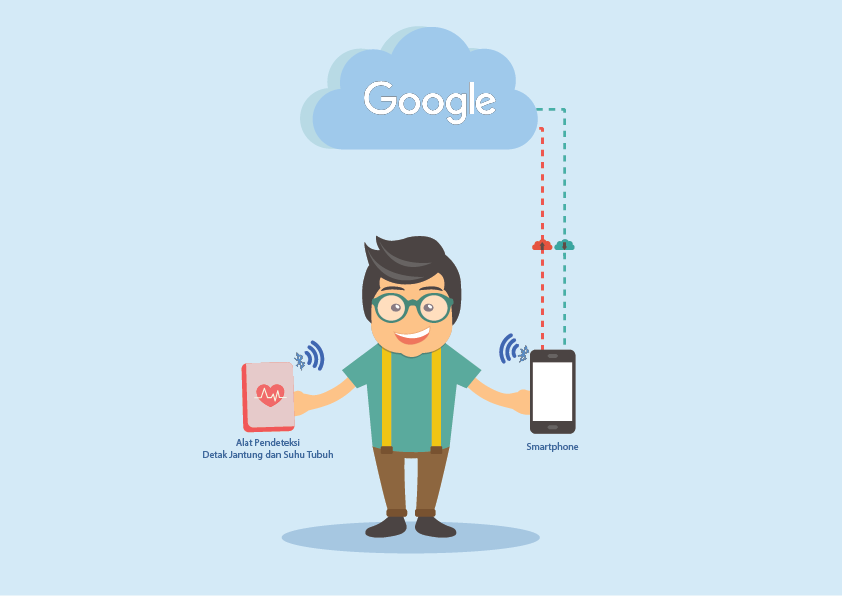 Google
Alat Pendeteksi
Detak Jantung dan Suhu Tubuh
Smartphone